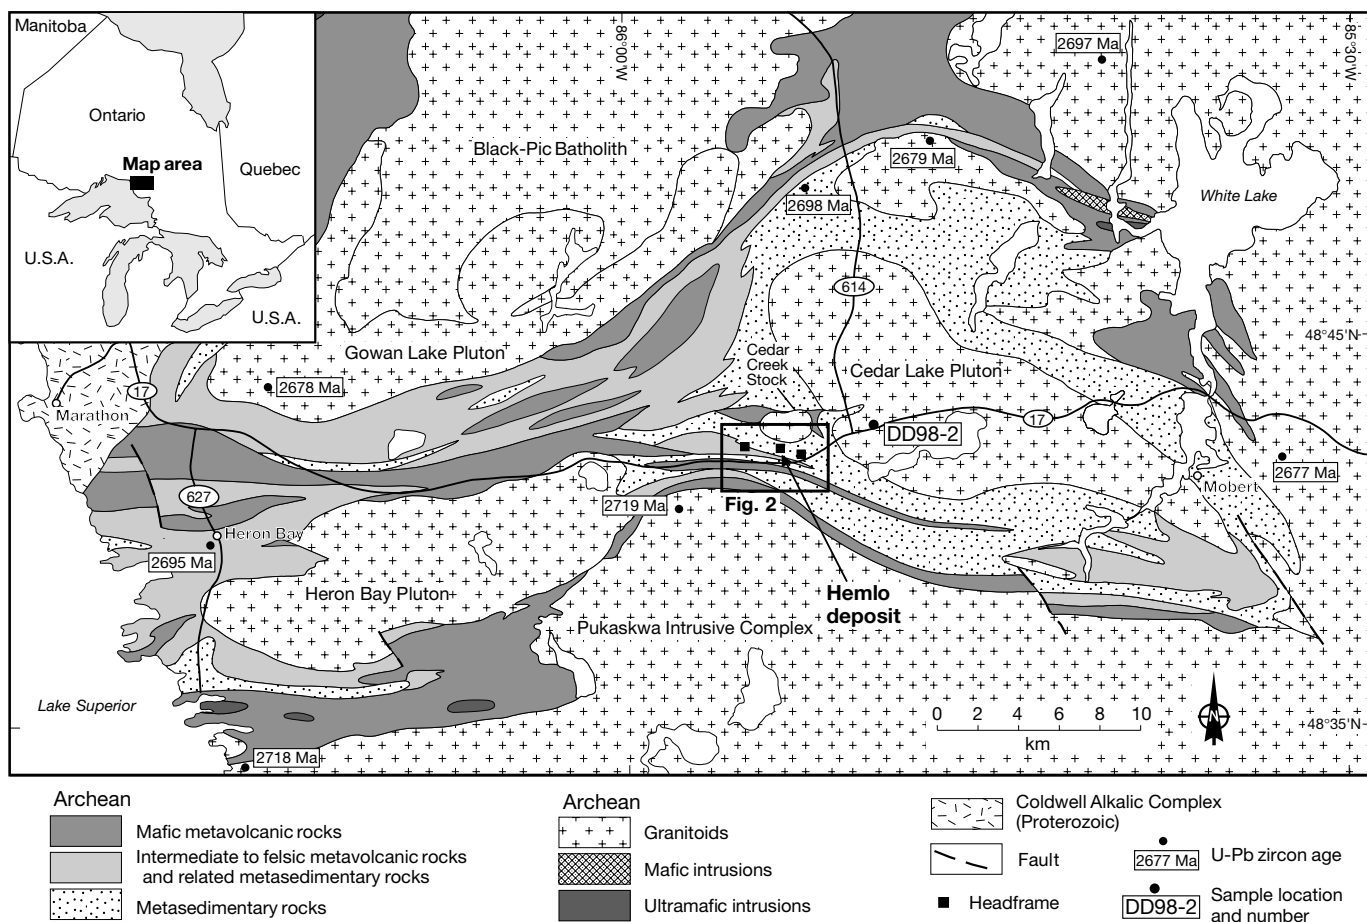 Manitoba
Ontario
Map area
Quebec
U.S.A.
U.S.A.
86°00'W
85°30'W
2697 Ma
Black-Pic Batholith
2679 Ma
2698 Ma
White Lake
614
48°45'N
Gowan Lake Pluton
Cedar
Creek
Stock
Cedar Lake Pluton
2678 Ma
17
Marathon
DD98-2
17
2677 Ma
627
Mobert
2719 Ma
Fig. 2
Heron Bay
2695 Ma
Heron Bay Pluton
Hemlo
deposit
Pukaskwa Intrusive Complex
Lake Superior
0 2 4 6 8 10
km
N
48°35'N
2718 Ma
Archean
Mafic metavolcanic rocks
Intermediate to felsic metavolcanic rocks
and related metasedimentary rocks
Metasedimentary rocks
Archean
Granitoids
Mafic intrusions
Ultramafic intrusions
Coldwell Alkalic Complex
(Proterozoic)
Fault
Headframe
2677 Ma
U-Pb zircon age
DD98-2
Sample location
and number